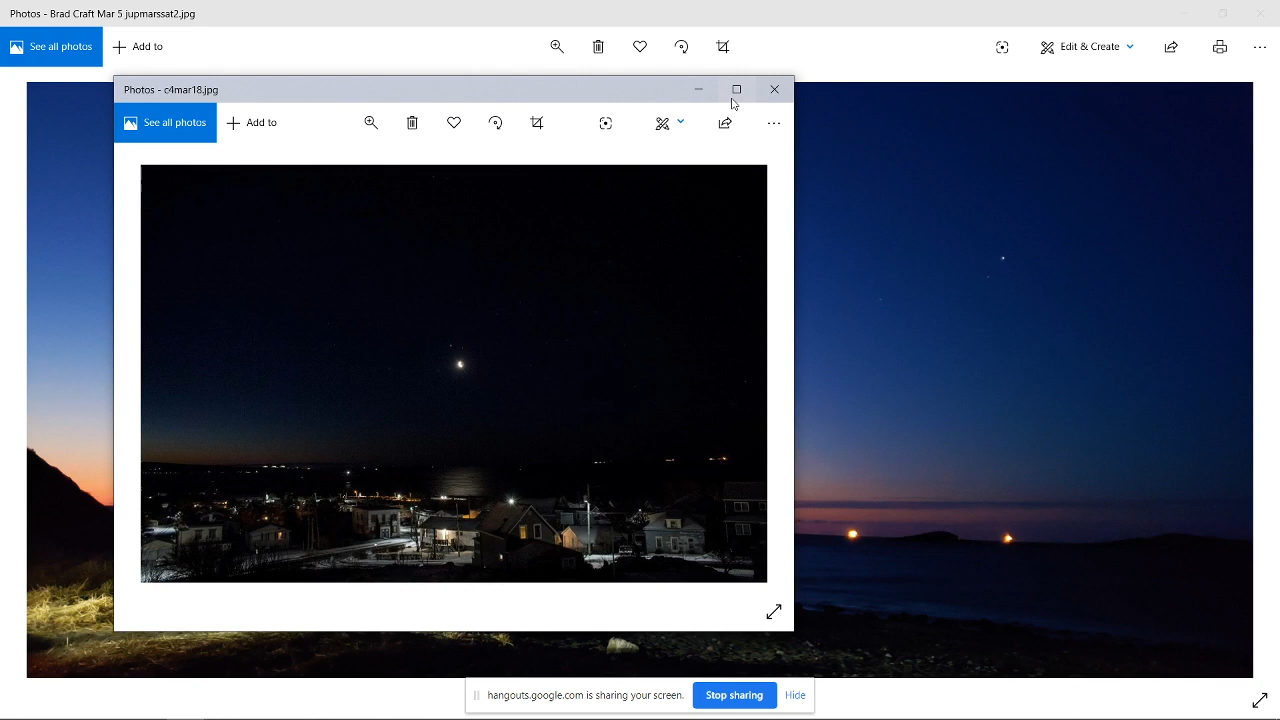 Photos - Brad Craft Mar 5 jupmarssat2.jpg
See all photos
Add to
Edit & Create
Photos - c4mar18.jpg
See all photos
Add to
hangouts.google.com is sharing your screen.
Stop sharing
Hide